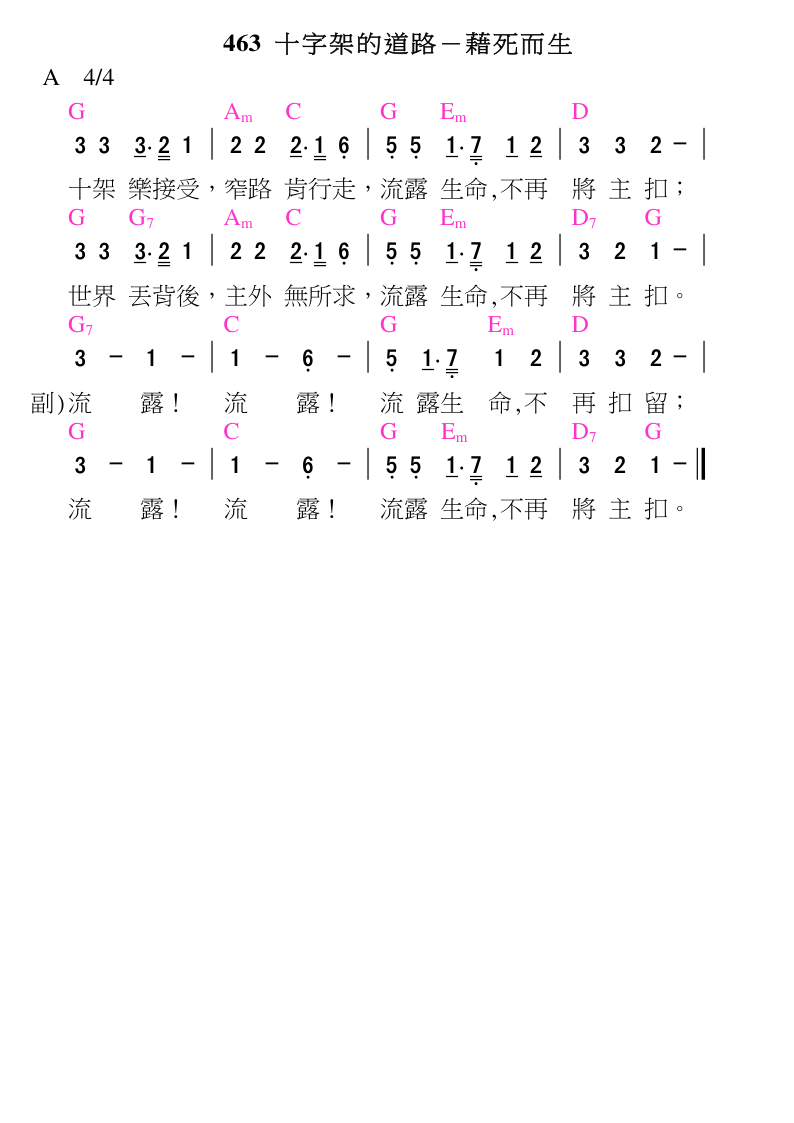 463 十字架的道路－藉死而生
A 4/4
G Am C G Em D
3 3 3· 2 1 | 2 2 2· 1 6 | 5 5 1· 7 1 2 | 3 3 2 – |
十架 樂接受，窄路 肯行走，流露 生命,不再 將 主 扣；
G G7 Am C G Em D7 G
3 3 3· 2 1 | 2 2 2· 1 6 | 5 5 1· 7 1 2 | 3 2 1 – |
世界 丟背後，主外 無所求，流露 生命,不再 將 主 扣。
G7 C G Em D
3 – 1 – | 1 – 6 – | 5 1· 7 1 2 | 3 3 2 – |
副)流 露！ 流 露！ 流 露生 命,不 再 扣 留；
G C G Em D7 G
3 – 1 – | 1 – 6 – | 5 5 1· 7 1 2 | 3 2 1 – ||
流 露！ 流 露！ 流露 生命,不再 將 主 扣。